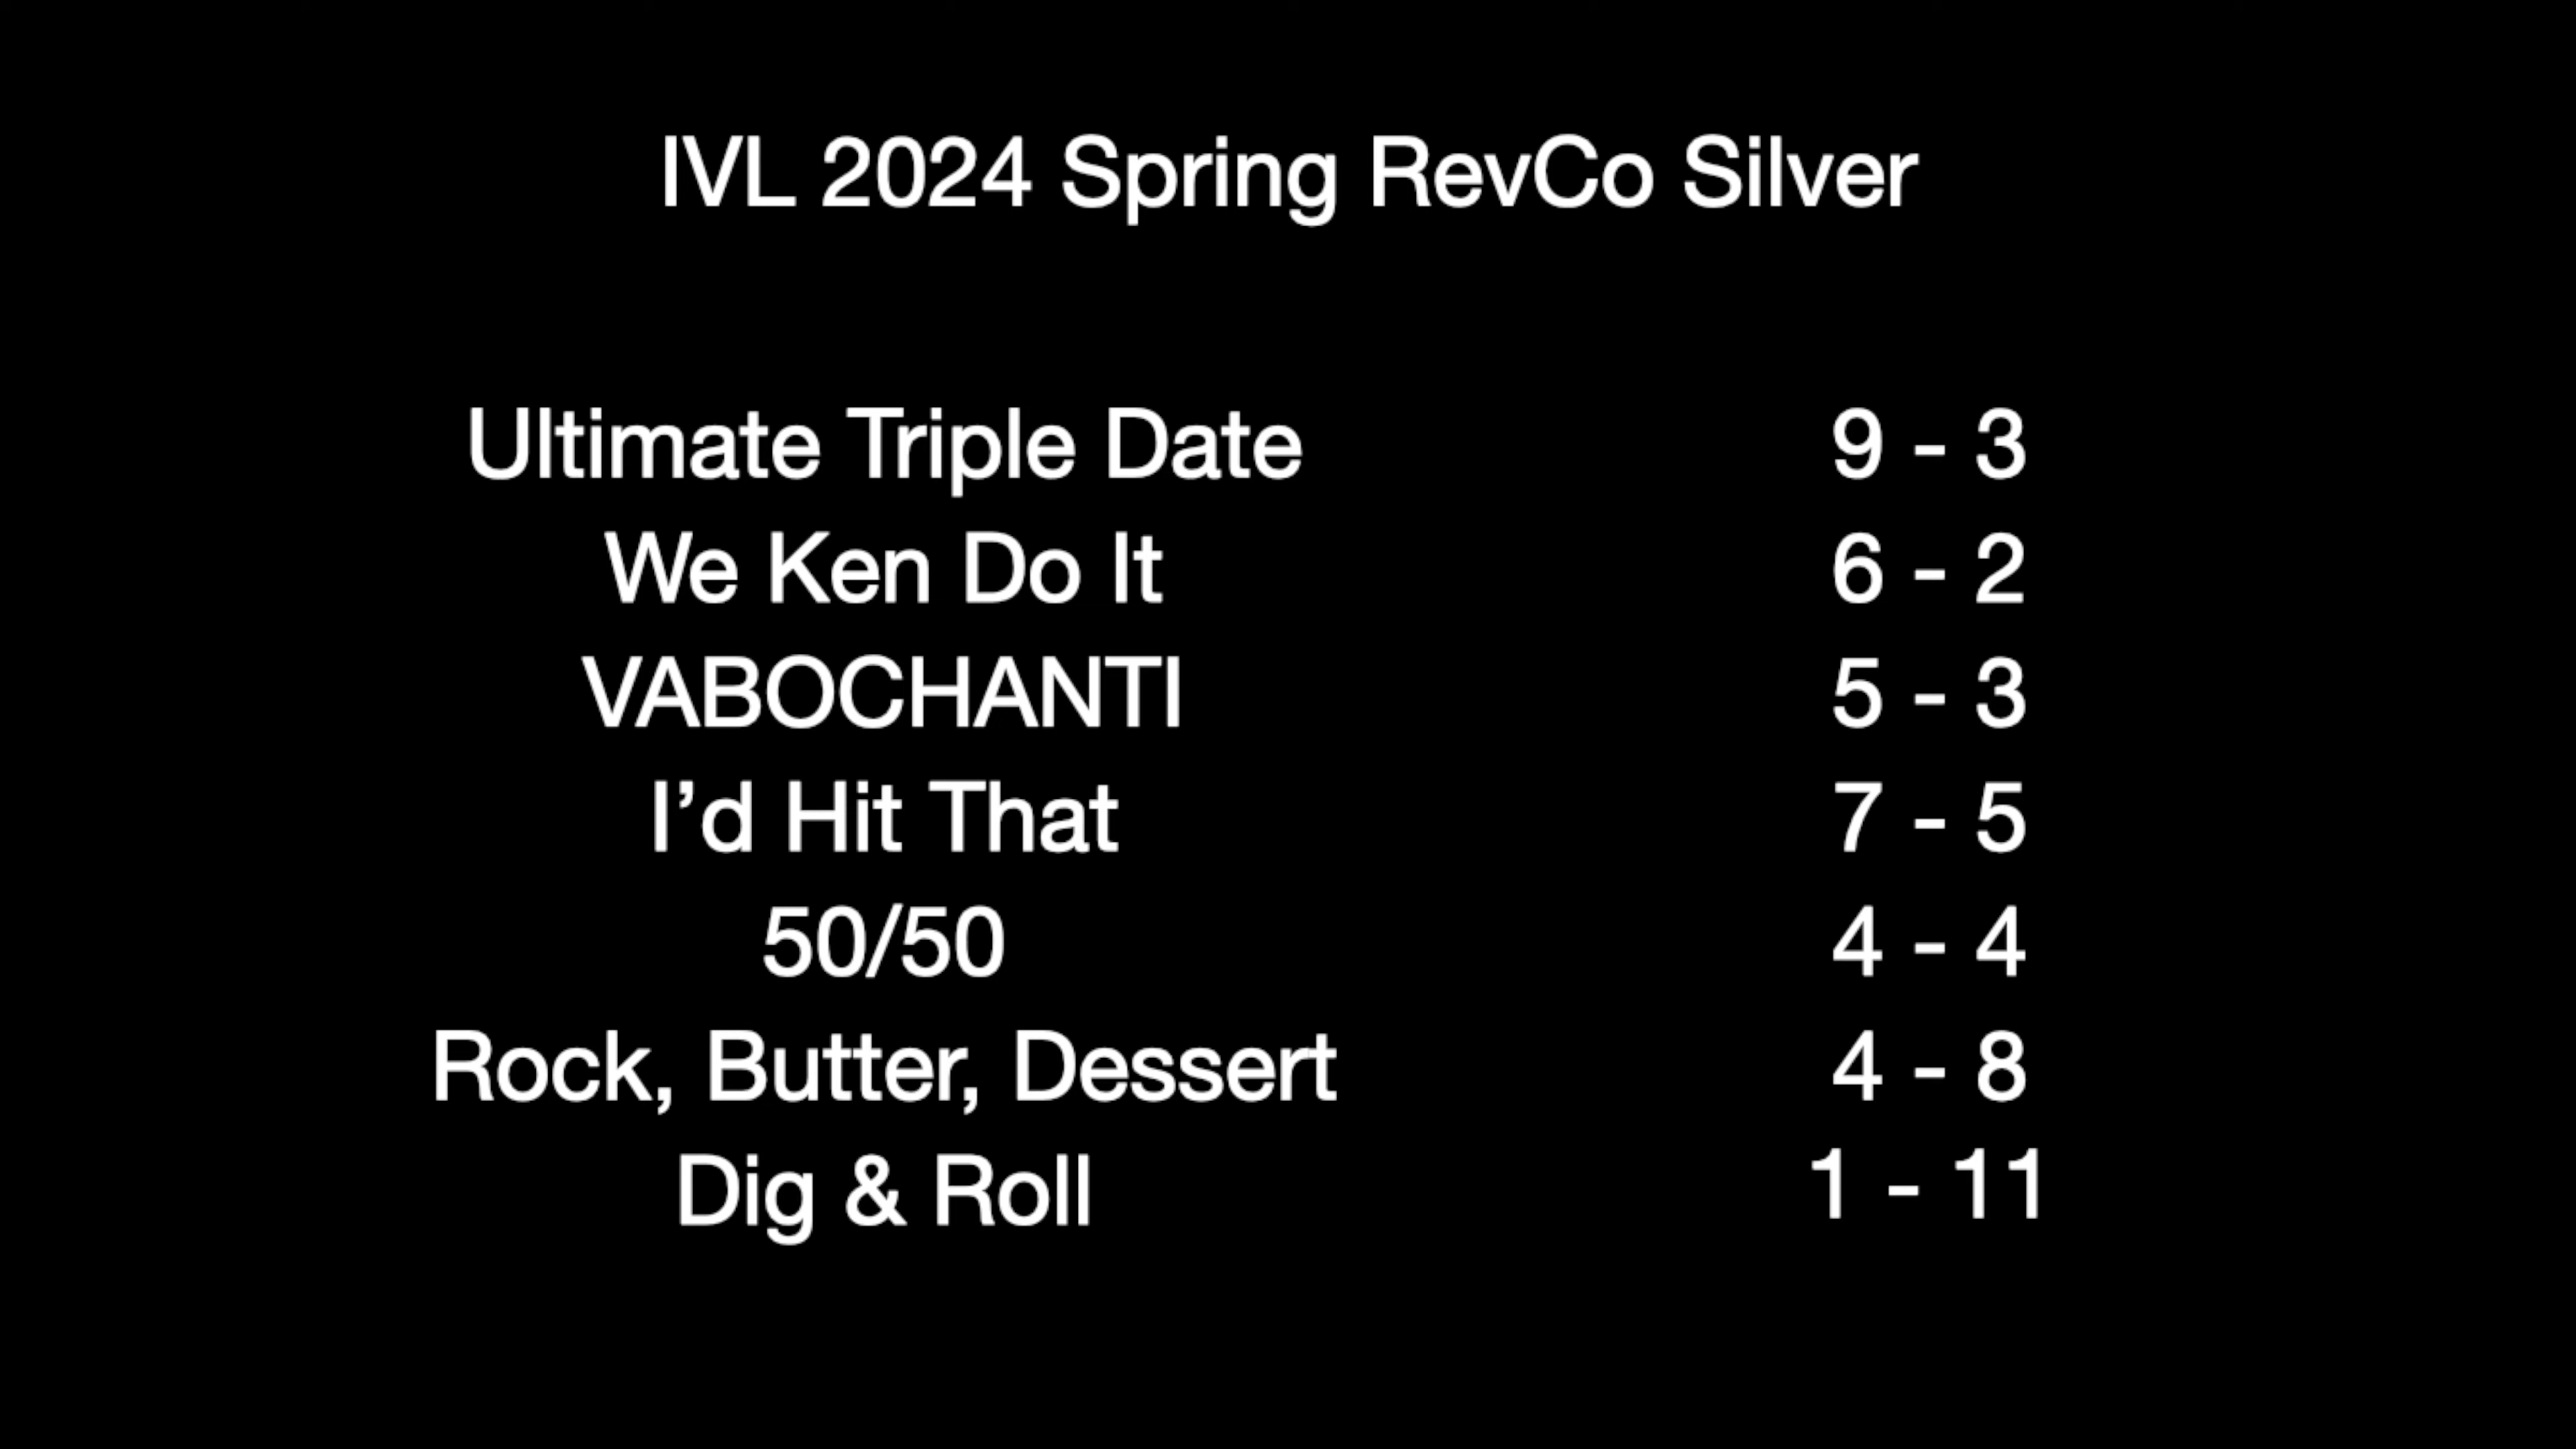 IVL 2024 Spring RevCo Silver
Ultimate Triple Date 9 - 3
We Ken Do It 6 - 2
VABOCHANTI 5 - 3
I’d Hit That 7 - 5
50/50 4 - 4
Rock, Butter, Dessert 4 - 8
Dig & Roll 1 - 11